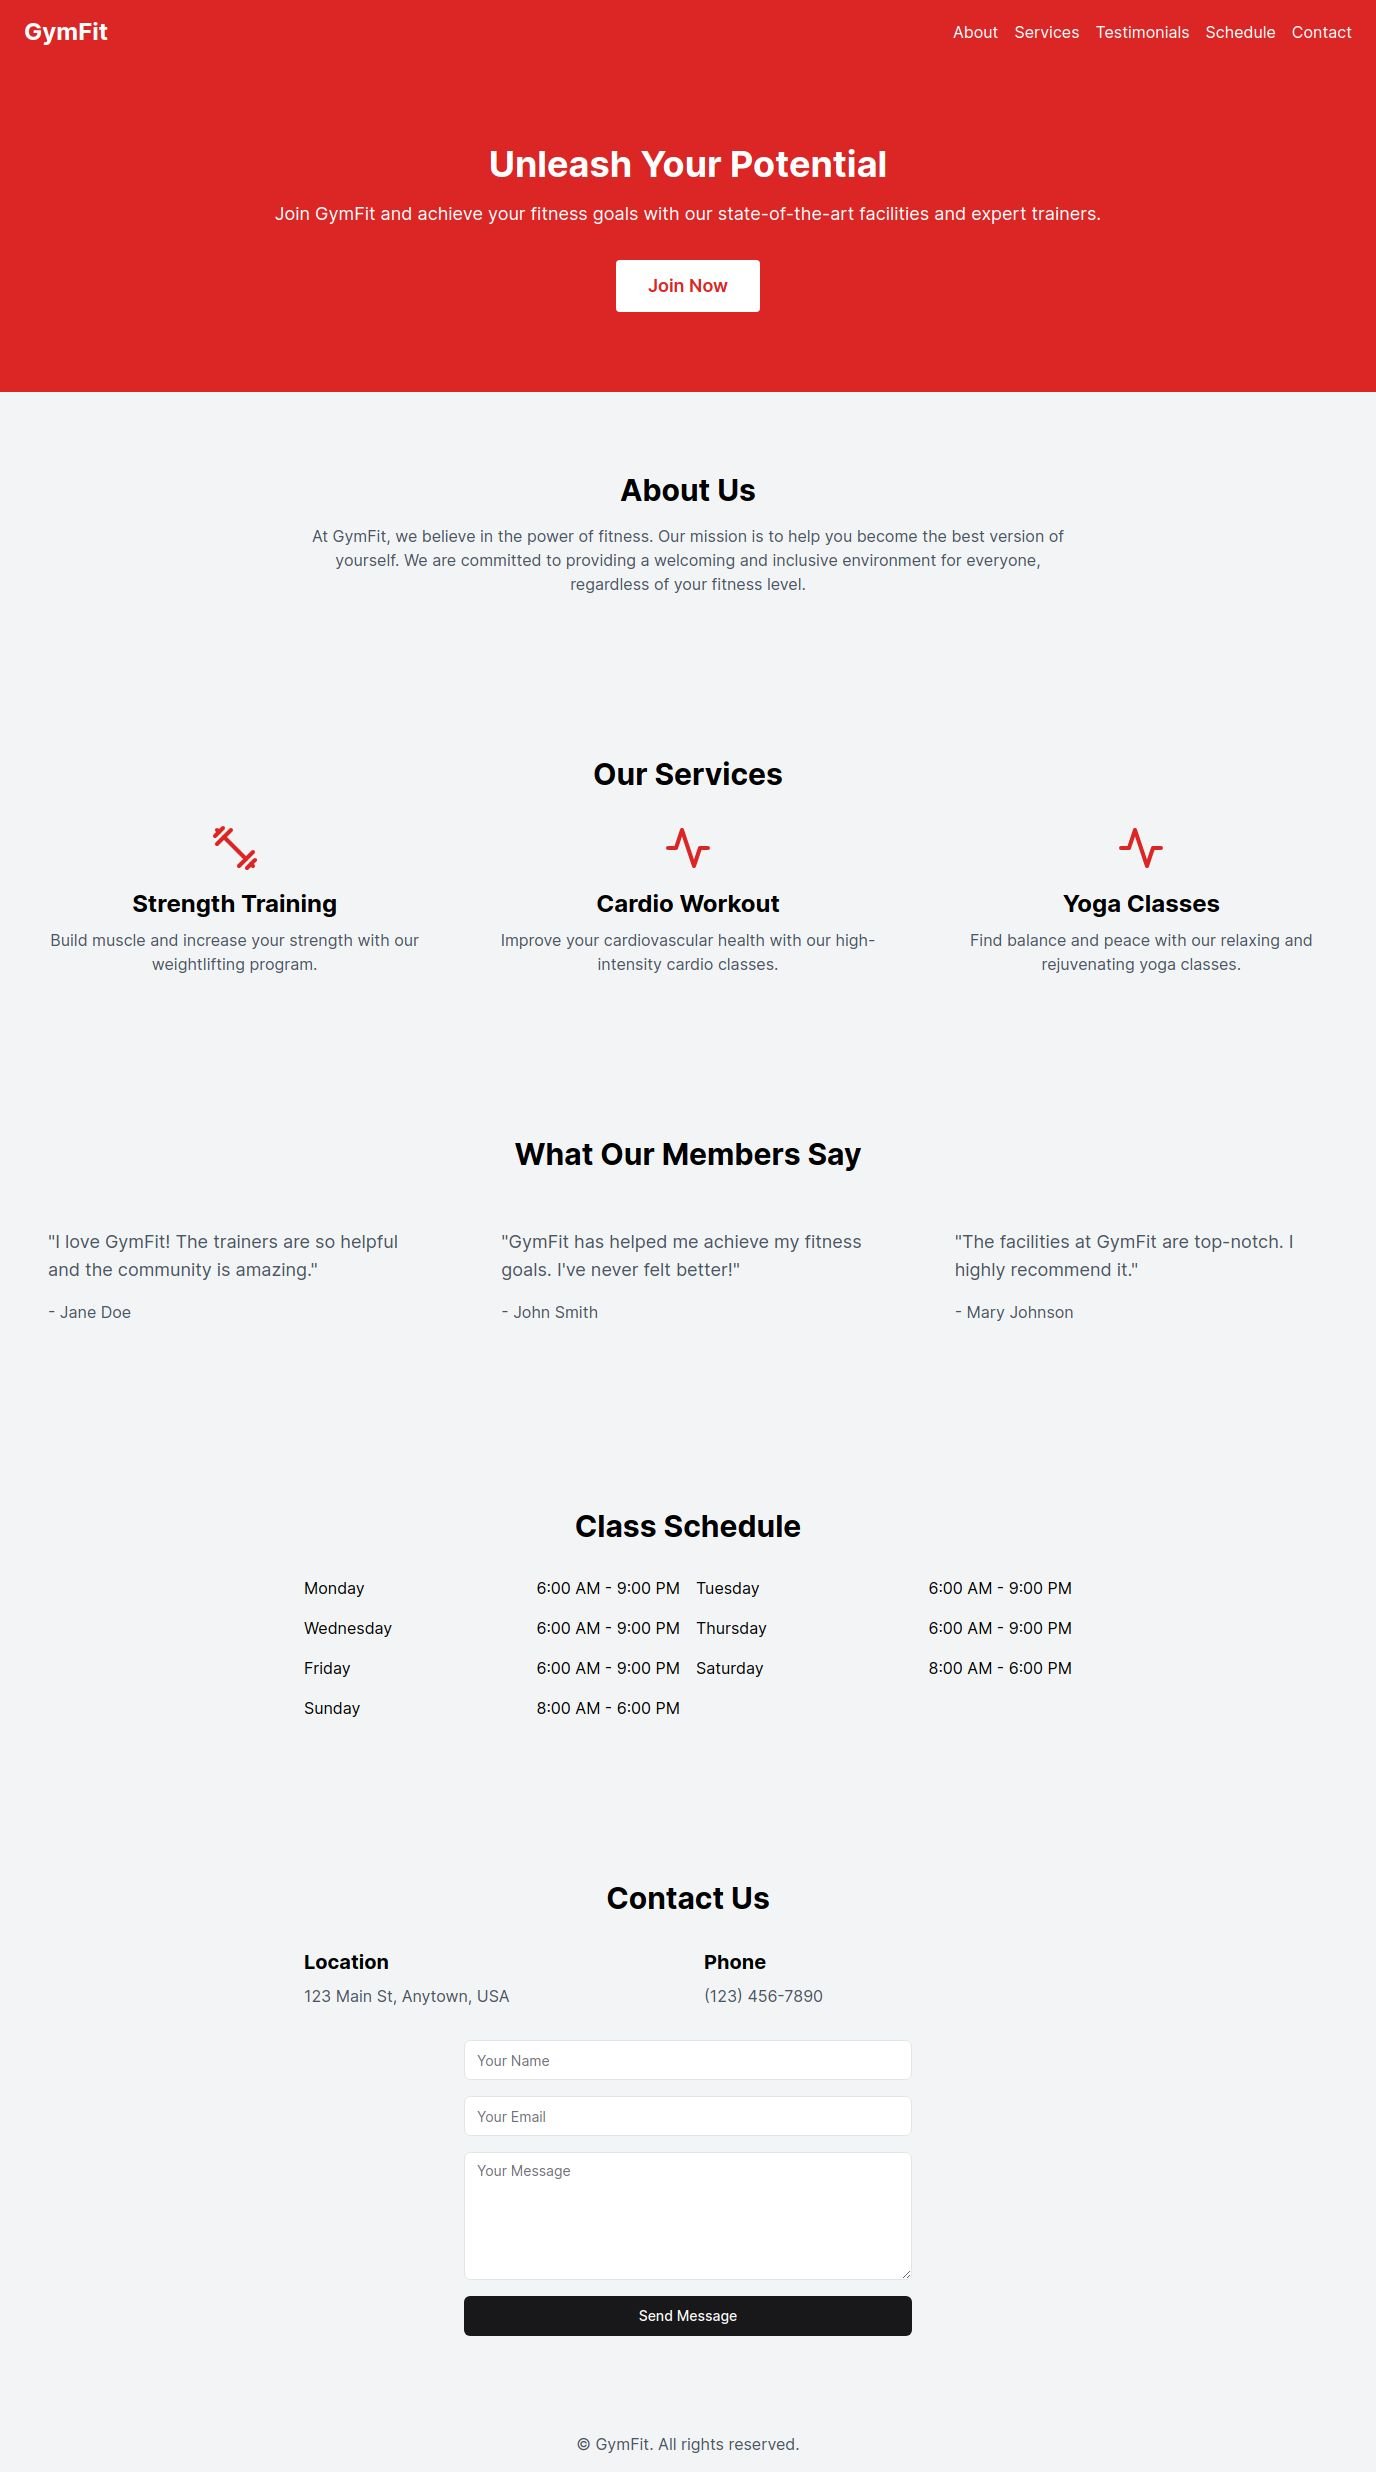 GymFit
About Services Testimonials Schedule Contact
Unleash Your Potential
Join GymFit and achieve your fitness goals with our state-of-the-art facilities and expert trainers.
Join Now
About Us
At GymFit, we believe in the power of fitness. Our mission is to help you become the best version of
yourself. We are committed to providing a welcoming and inclusive environment for everyone,
regardless of your fitness level.
Our Services
Strength Training
Build muscle and increase your strength with our
weightlifting program.
Cardio Workout
Improve your cardiovascular health with our high-
intensity cardio classes.
Yoga Classes
Find balance and peace with our relaxing and
rejuvenating yoga classes.
What Our Members Say
"I love GymFit! The trainers are so helpful
and the community is amazing."
- Jane Doe
"GymFit has helped me achieve my fitness
goals. I've never felt better!"
- John Smith
"The facilities at GymFit are top-notch. I
highly recommend it."
- Mary Johnson
Class Schedule
Monday 6:00 AM - 9:00 PM Tuesday 6:00 AM - 9:00 PM
Wednesday 6:00 AM - 9:00 PM Thursday 6:00 AM - 9:00 PM
Friday 6:00 AM - 9:00 PM Saturday 8:00 AM - 6:00 PM
Sunday 8:00 AM - 6:00 PM
Contact Us
Location
123 Main St, Anytown, USA
Phone
(123) 456-7890
Your Name
Your Email
Your Message
Send Message
© GymFit. All rights reserved.